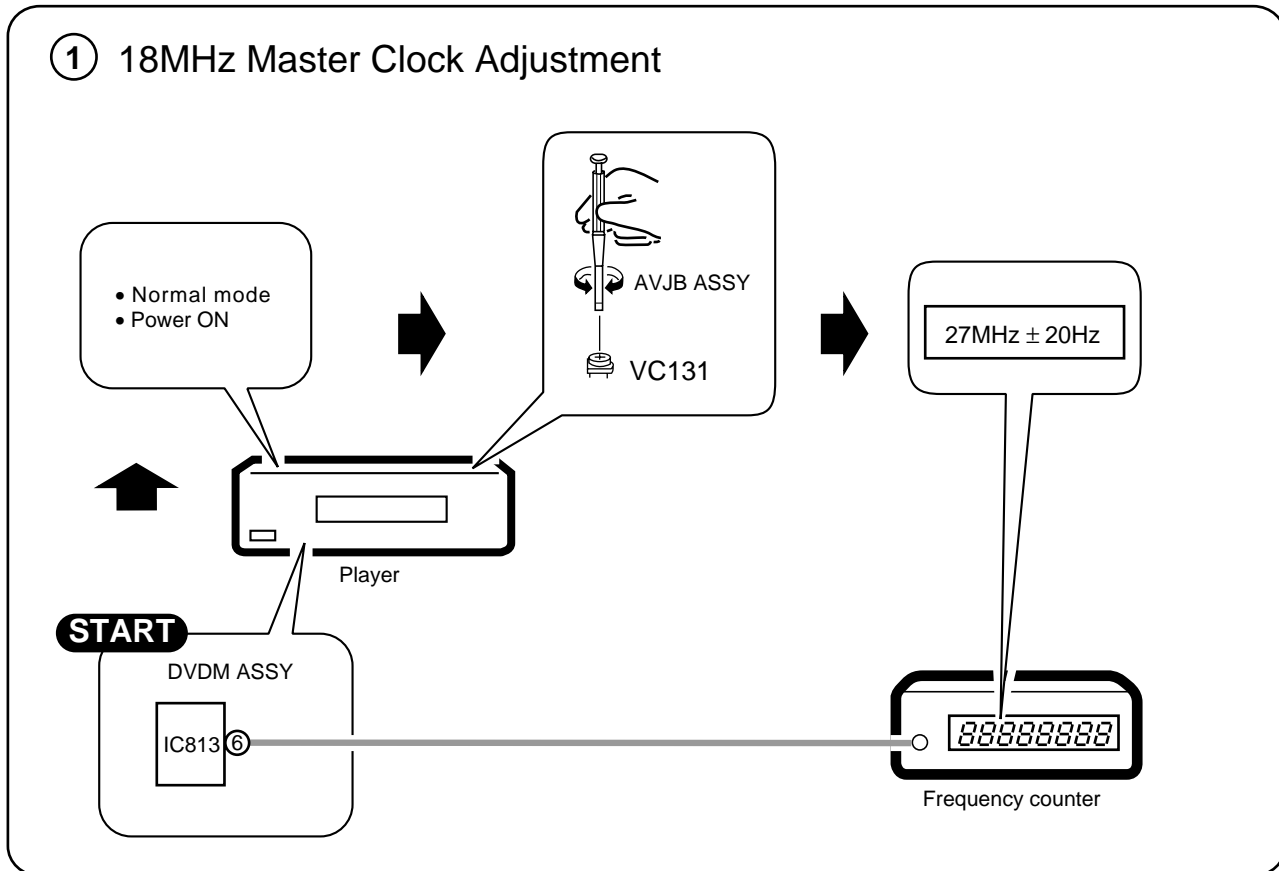 ① 18MHz Master Clock Adjustment
• Normal mode
• Power ON
AVJB ASSY
VC131
27MHz ± 20Hz
Player
START
DVDM ASSY
IC813 ⑥
88888888
Frequency counter